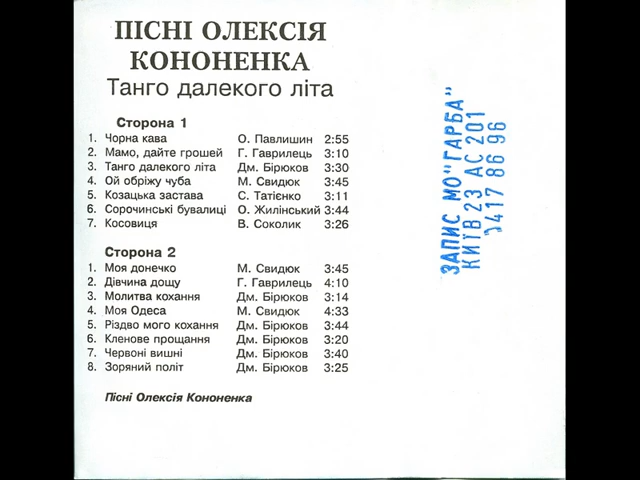 ПІСНІ ОЛЕКСІЯ
КОНОНЕНКА
Танго далекого літа
Сторона 1
1. Чорна кава О. Павлишин 2:55
2. Мамо, дайте грошей Г. Гаврилець 3:10
3. Танго далекого літа Дм. Бірюков 3:30
4. Ой обріжу чуба М. Свидюк 3:45
5. Козацька застава С. Татієнко 3:11
6. Сорочинські бувалиці О. Жилінський 3:44
7. Косовиця В. Соколик 3:26
Сторона 2
1. Моя донечко М. Свидюк 3:45
2. Дівчина дощу Г. Гаврилець 4:10
3. Молитва кохання Дм. Бірюков 3:14
4. Моя Одеса М. Свидюк 4:33
5. Різдво мого кохання Дм. Бірюков 3:44
6. Кленове прощання Дм. Бірюков 3:20
7. Червоні вишні Дм. Бірюков 3:40
8. Зоряний політ Дм. Бірюков 3:25
Пісні Олексія Кононенка
ЗАПИС МО"ГАРБА"
КИЇВ 23 АС 201
417 86 96